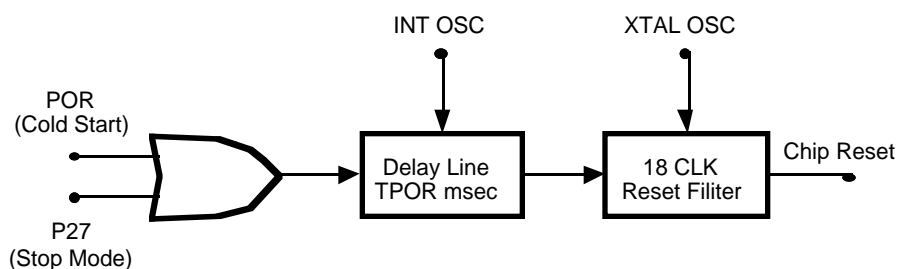 INT OSC
XTAL OSC
POR
(Cold Start)
Delay Line
TPOR msec
18 CLK
Reset Filiter
Chip Reset
P27
(Stop Mode)